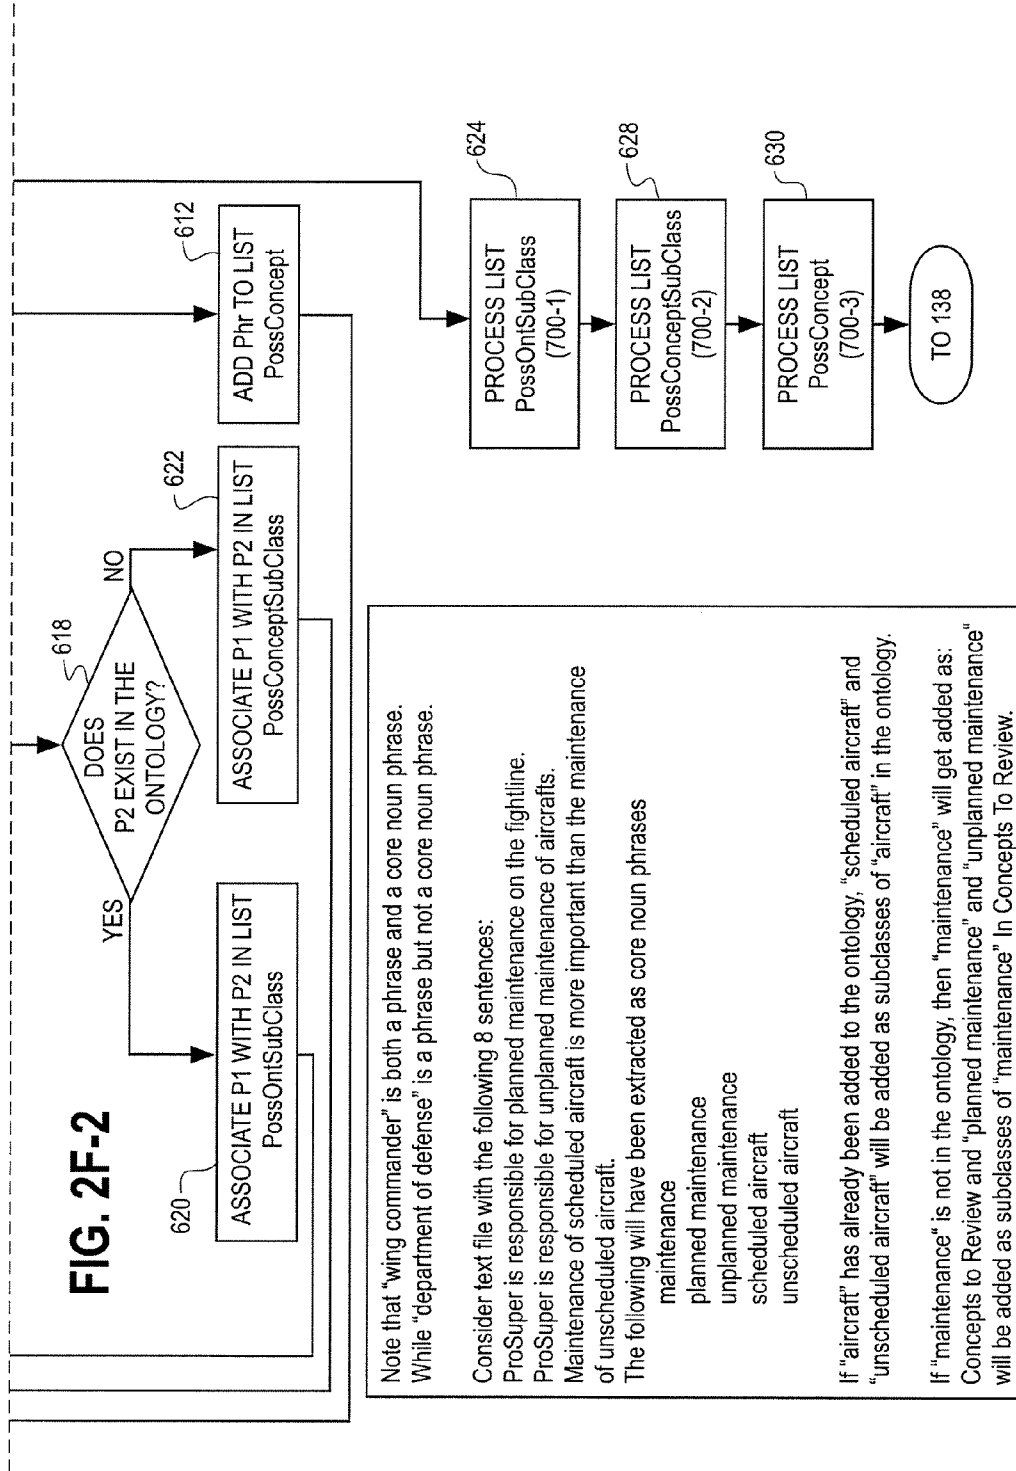 FIG. 2F-2
618
DOES
P2 EXIST IN THE
ONTOLOGY?
YES
NO
620
ASSOCIATE P1 WITH P2 IN LIST
PossOntSubClass
622
ASSOCIATE P1 WITH P2 IN LIST
PossConceptSubClass
612
ADD Phr TO LIST
PossConcept
624
PROCESS LIST
PossOntSubClass
(700-1)
628
PROCESS LIST
PossConceptSubClass
(700-2)
630
PROCESS LIST
PossConcept
(700-3)
TO 138
Note that “wing commander” is both a phrase and a core noun phrase.
While “department of defense” is a phrase but not a core noun phrase.
Consider text file with the following 8 sentences:
ProSuper is responsible for planned maintenance on the fightline.
ProSuper is responsible for unplanned maintenance of aircrafts.
Maintenance of scheduled aircraft is more important than the maintenance
of unscheduled aircraft.
The following will have been extracted as core noun phrases
maintenance
planned maintenance
unplanned maintenance
scheduled aircraft
unscheduled aircraft
If “aircraft” has already been added to the ontology, “scheduled aircraft” and
“unscheduled aircraft” will be added as subclasses of “aircraft” in the ontology.
If “maintenance“ is not in the ontology, then “maintenance” will get added as:
Concepts to Review and “planned maintenance” and “unplanned maintenance“
will be added as subclasses of “maintenance” In Concepts To Review.